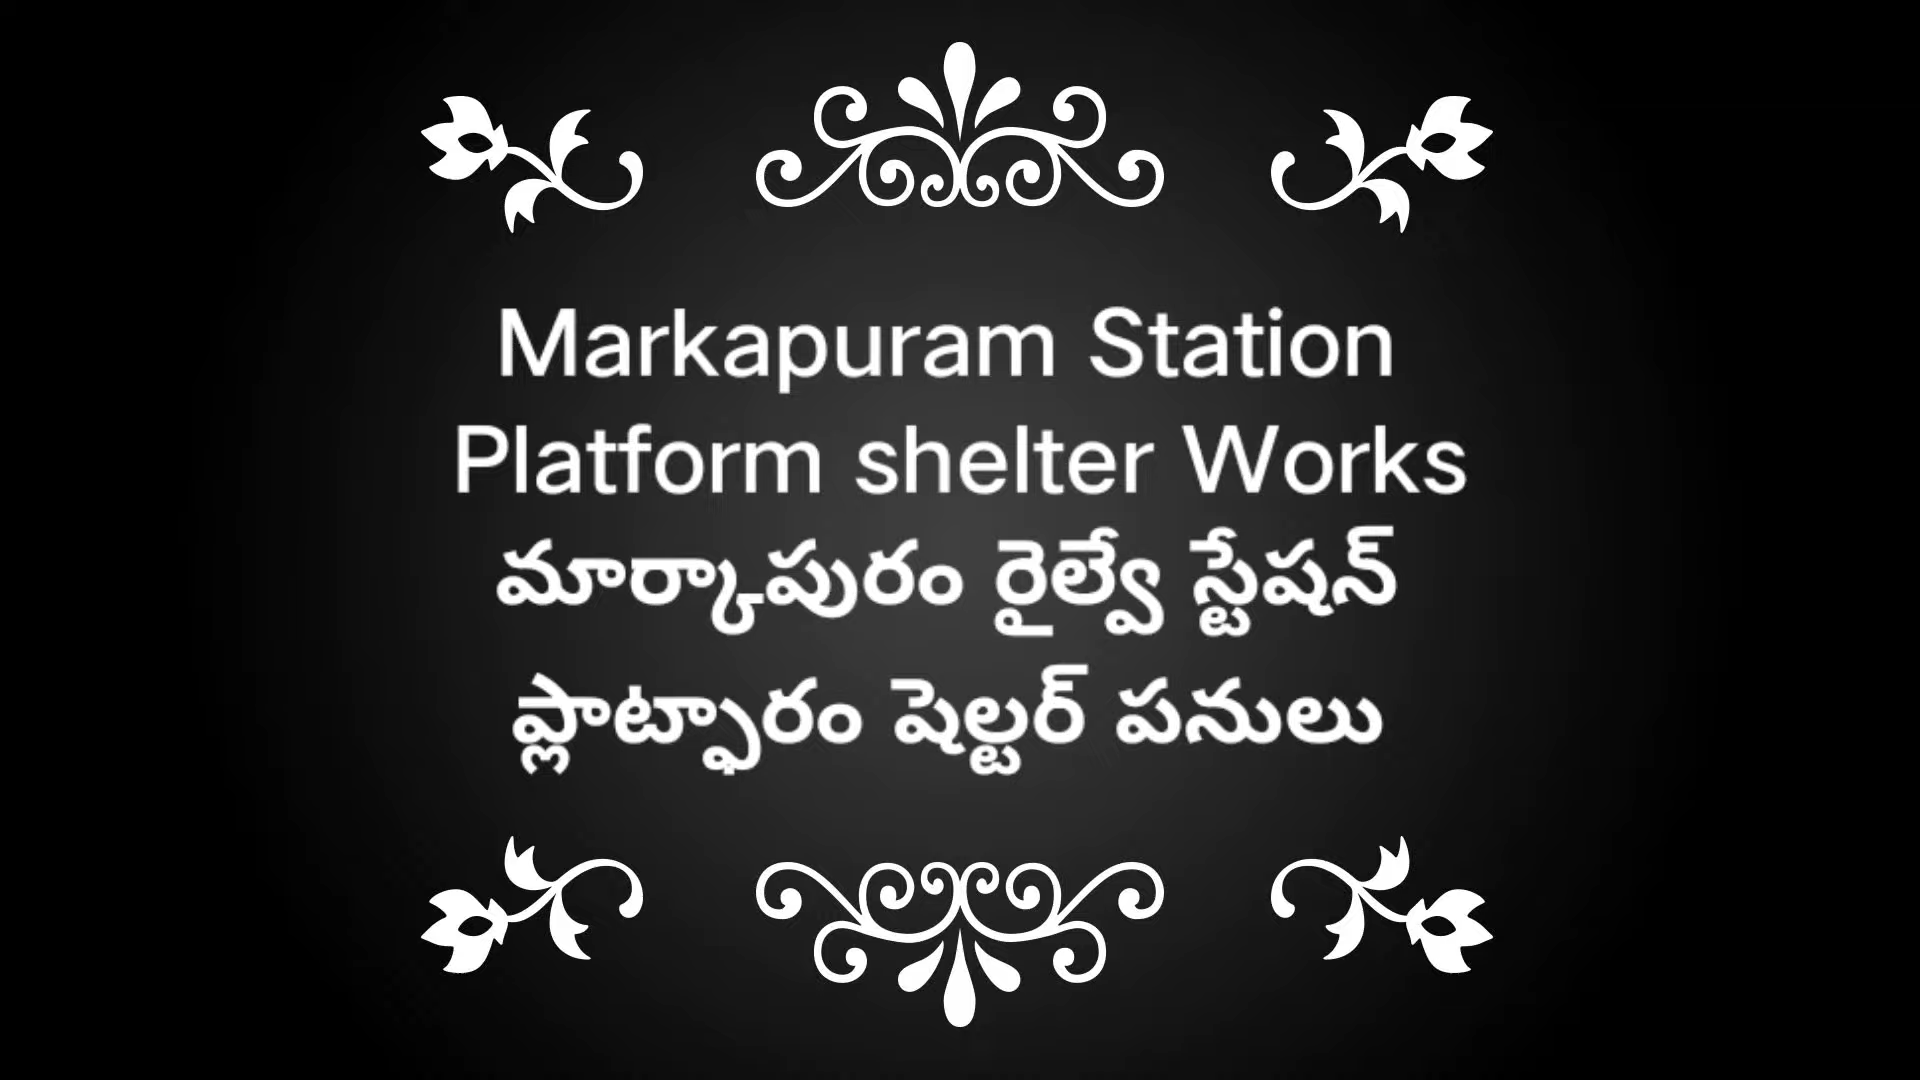 Markapuram Station
Platform shelter Works
మార్కాపురం రైల్వే స్టేషన్
ప్లాట్ఫారం షెల్టర్ పనులు